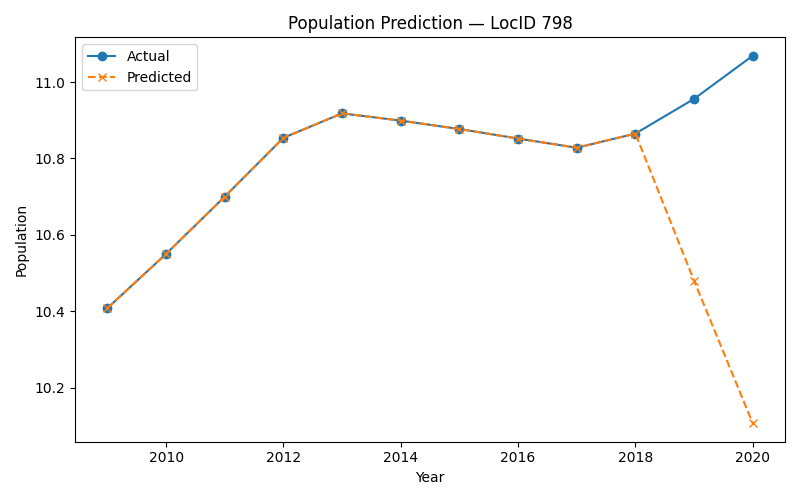 Population Prediction — LocID 798
Actual
Predicted
Population
11.0
10.8
10.6
10.4
10.2
2010 2012 2014 2016 2018 2020
Year